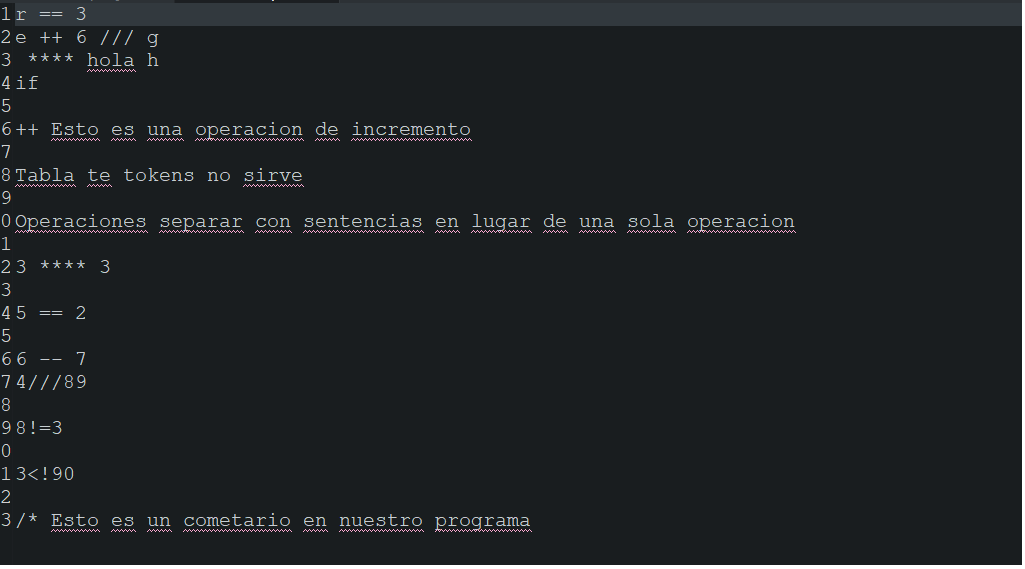 1 r == 3
2 e ++ 6 /// g
3  **** hola h
4 if
5
6 ++ Esto es una operacion de incremento
7
8 Tabla te tokens no sirve
9
0 Operaciones separar con sentencias en lugar de una sola operacion
1
2 3 **** 3
3
4 5 == 2
5
6 6 -- 7
7 4///89
8
9 8!=3
0
1 3<!90
2
3 /* Esto es un cometario en nuestro programa